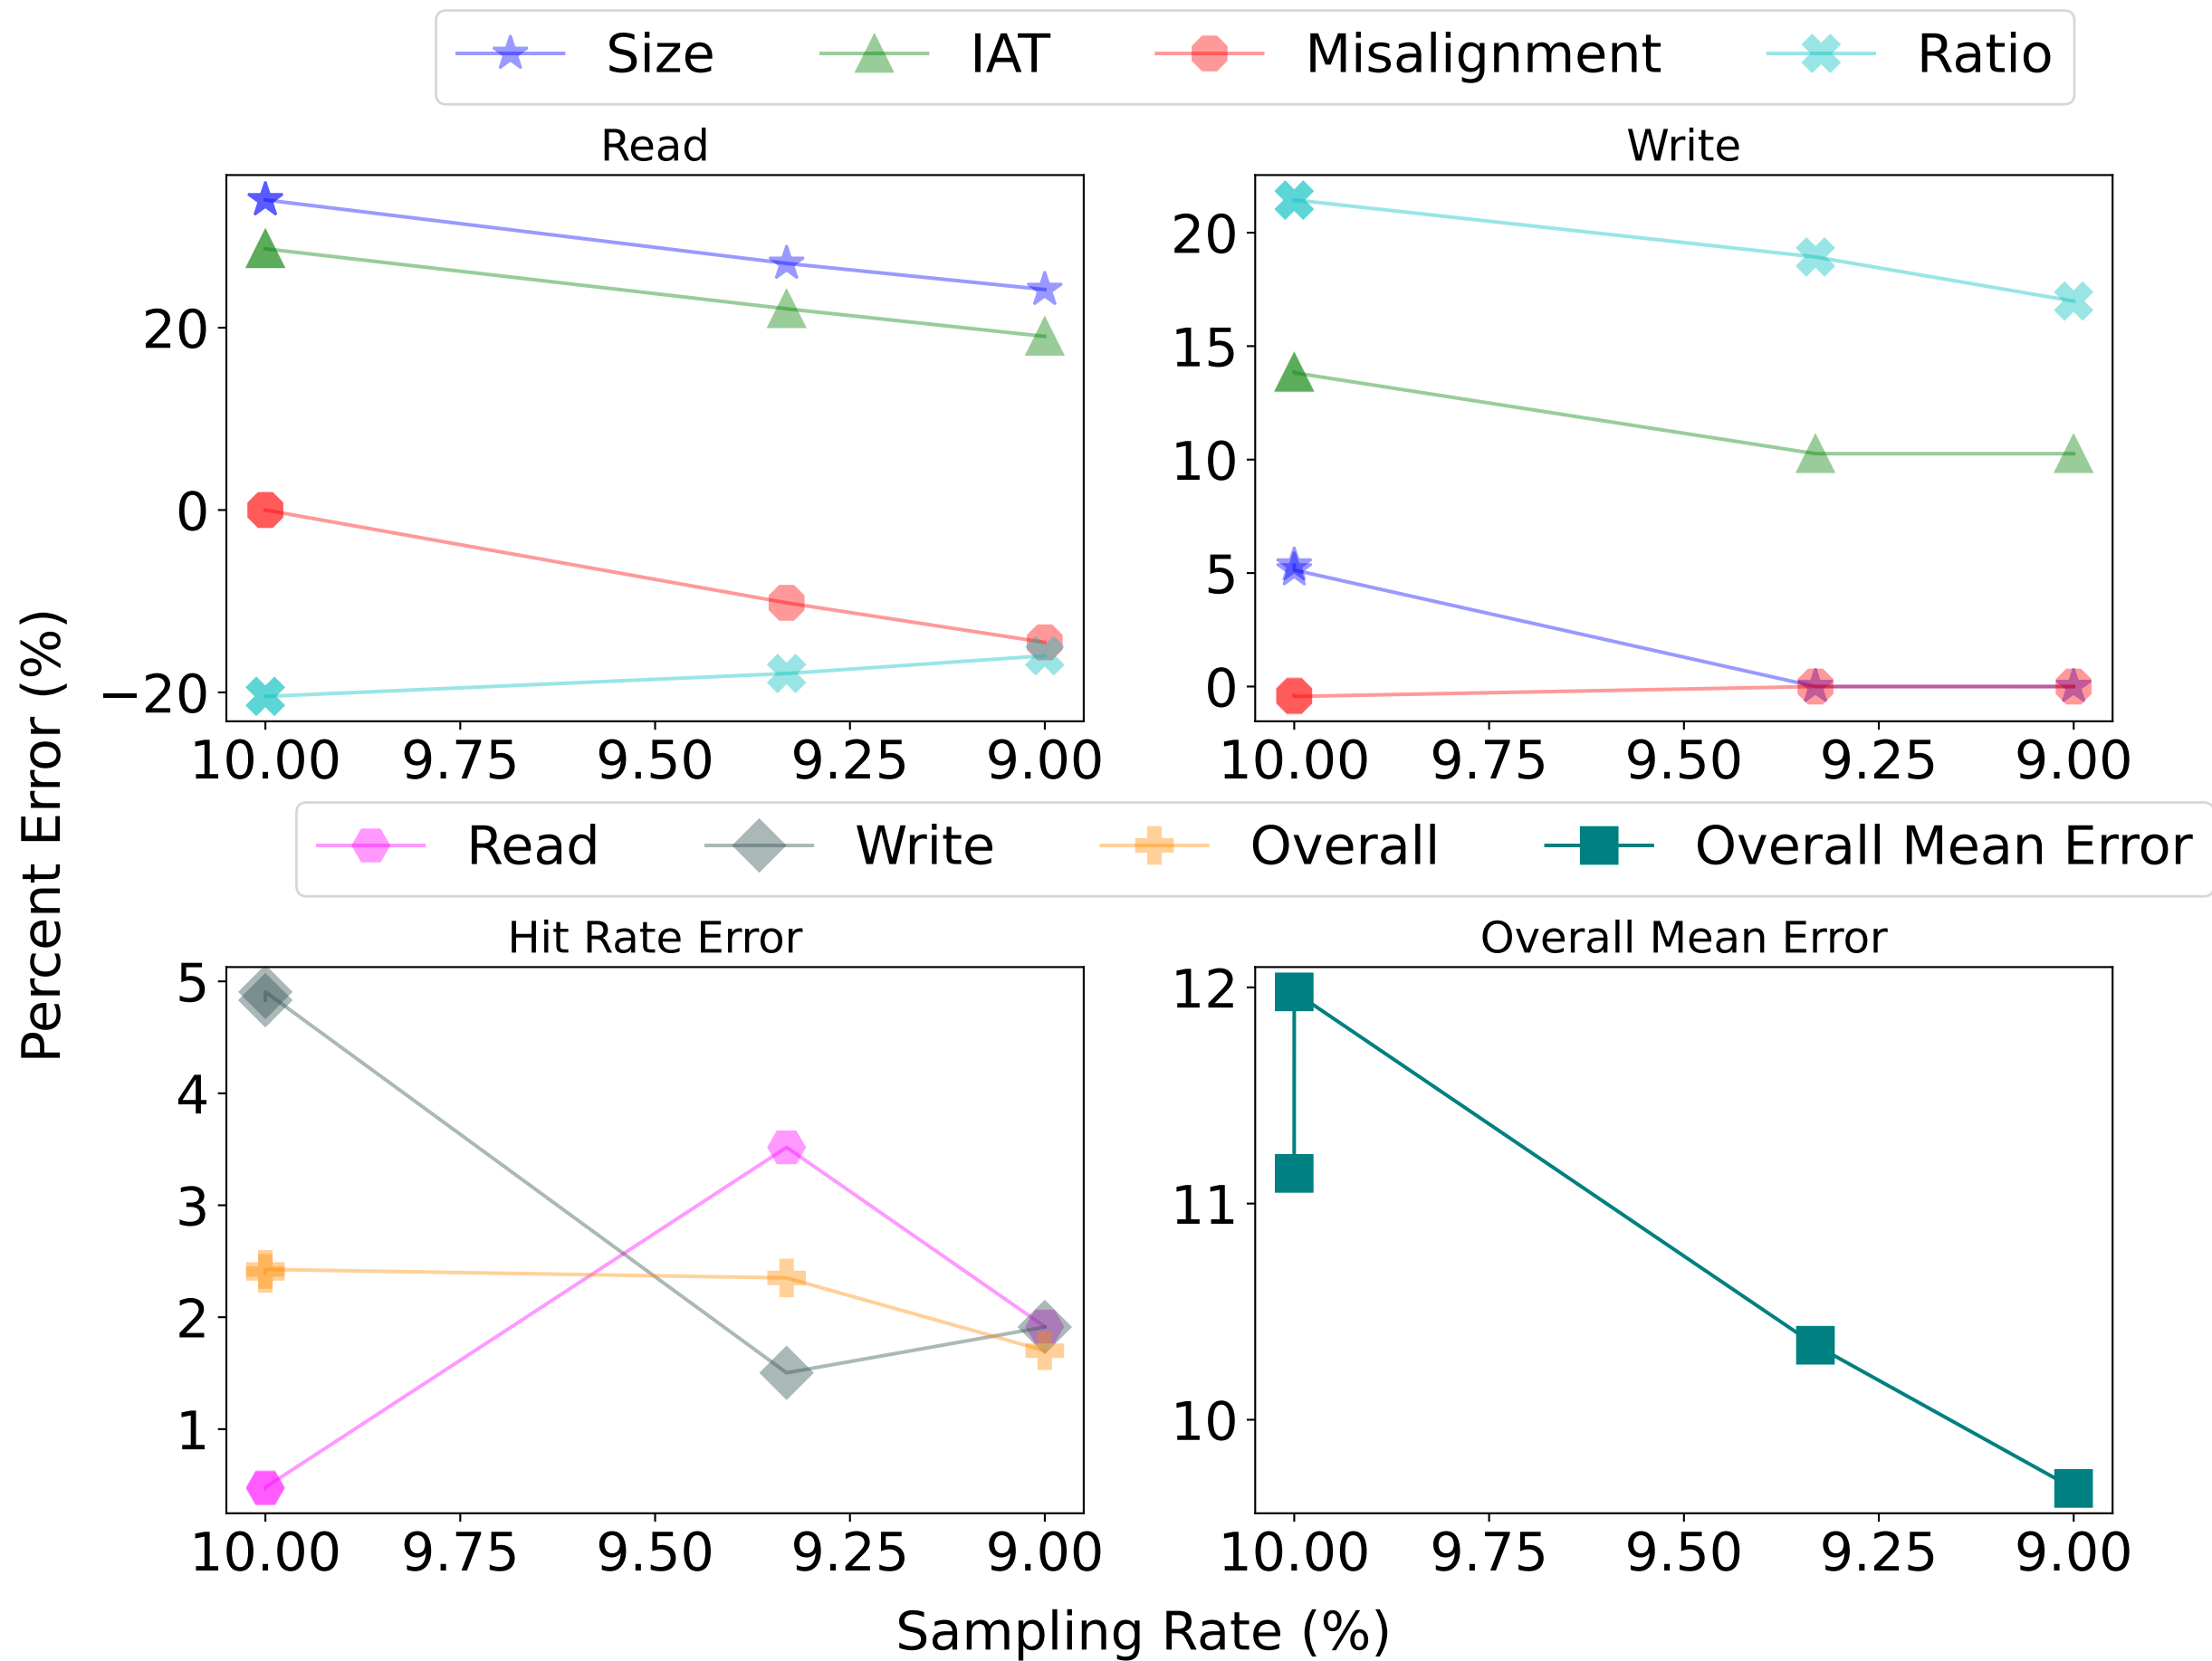 Size IAT Misalignment Ratio
Read Write
20
0
−20
10.00 9.75 9.50 9.25 9.00
20
15
10
5
0
10.00 9.75 9.50 9.25 9.00
Percent Error (%)
Read Write Overall Overall Mean Error
Hit Rate Error Overall Mean Error
5
4
3
2
1
10.00 9.75 9.50 9.25 9.00
12
11
10
10.00 9.75 9.50 9.25 9.00
Sampling Rate (%)